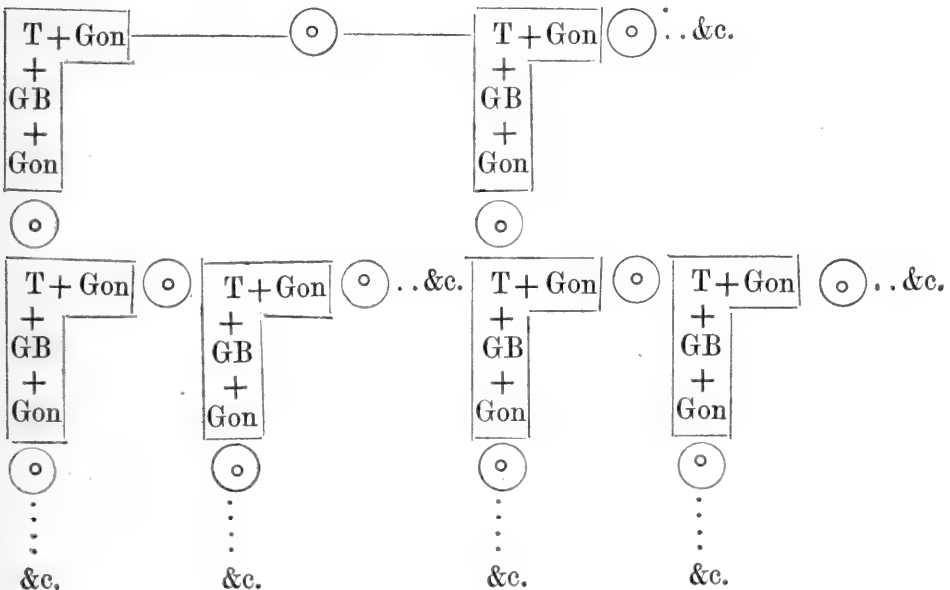 T+Gon T+Gon ..&c.
+ +
GB GB
+ +
Gon Gon
T+Gon T+Gon ..&c. T+Gon T+Gon ..&c.
+ + + +
GB GB GB GB
+ + + +
Gon Gon Gon Gon
&c. &c. &c. &c.